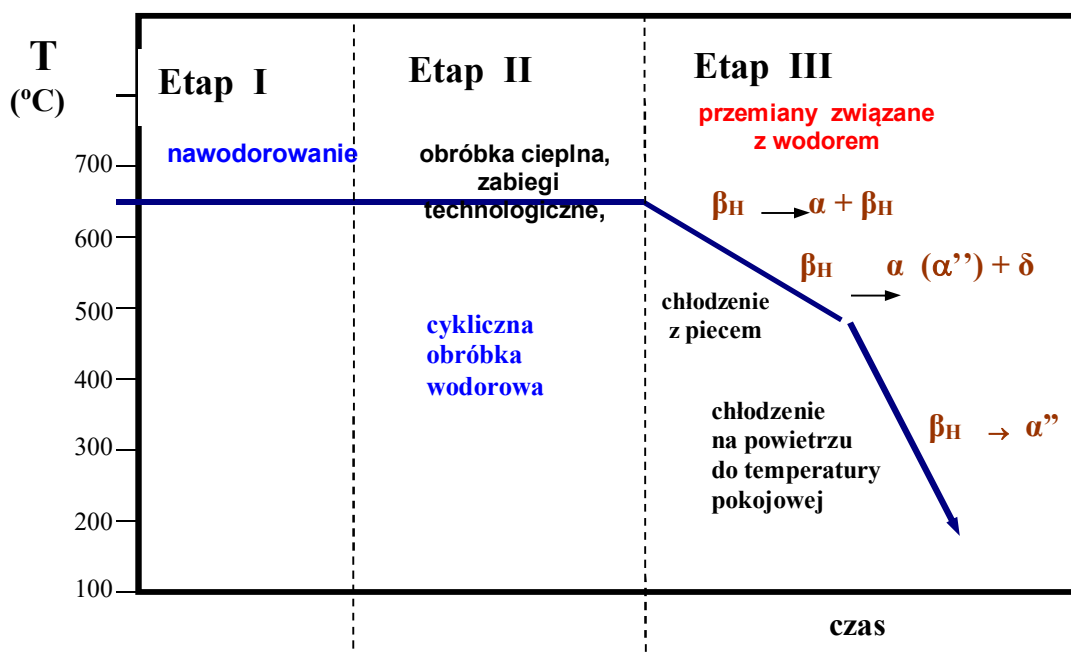 T
(ºC)
Etap I
Etap II
Etap III
nawodorowanie
obróbka cieplna,
zabiegi
technologiczne,
przemiany związane
z wodorem
700
600
500
400
300
200
100
βH → α + βH
βH → α (α’’) + δ
chłodzenie
z piecem
cykliczna
obróbka
wodorowa
chłodzenie
na powietrzu
do temperatury
pokojowej
βH → α”
czas